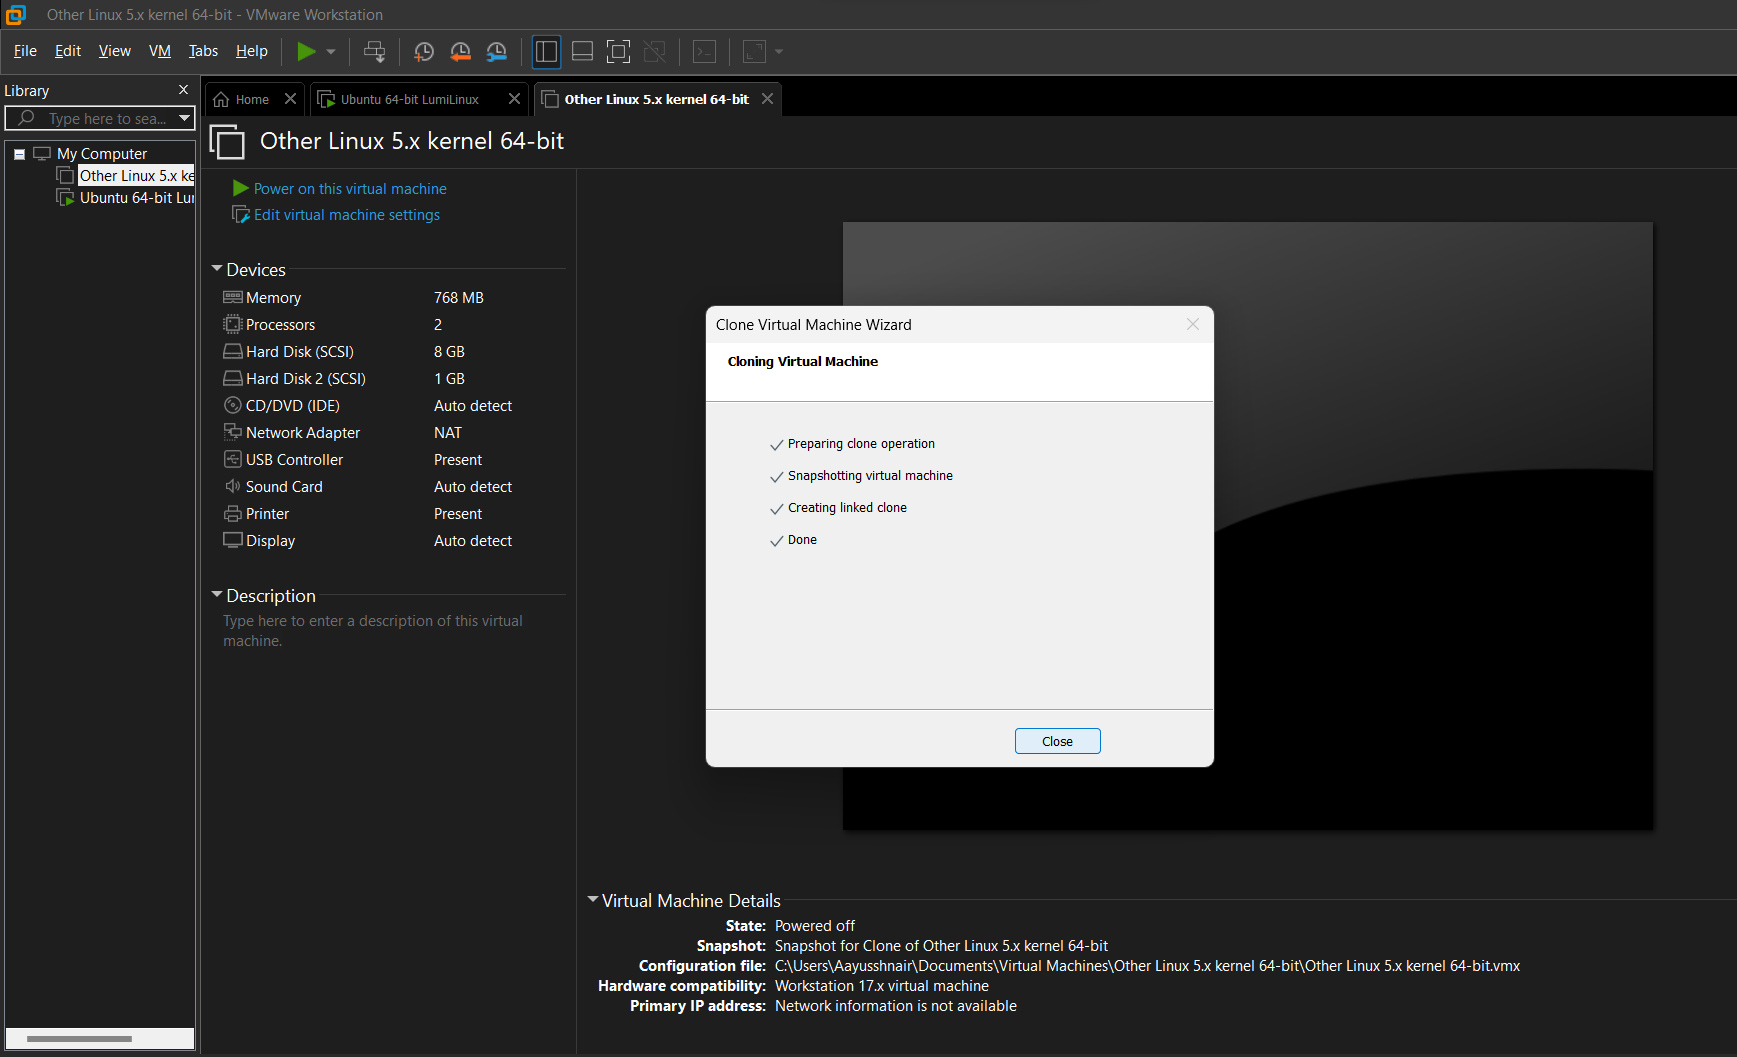 Other Linux 5.x kernel 64-bit - VMware Workstation
File Edit View VM Tabs Help
Library
Type here to sea...
My Computer
Other Linux 5.x ke
Ubuntu 64-bit Lu
Home
Ubuntu 64-bit LumiLinux
Other Linux 5.x kernel 64-bit
Other Linux 5.x kernel 64-bit
Power on this virtual machine
Edit virtual machine settings
Devices
Memory 768 MB
Processors 2
Hard Disk (SCSI) 8 GB
Hard Disk 2 (SCSI) 1 GB
CD/DVD (IDE) Auto detect
Network Adapter NAT
USB Controller Present
Sound Card Auto detect
Printer Present
Display Auto detect
Description
Type here to enter a description of this virtual
machine.
Clone Virtual Machine Wizard
Cloning Virtual Machine
Preparing clone operation
Snapshotting virtual machine
Creating linked clone
Done
Close
Virtual Machine Details
State: Powered off
Snapshot: Snapshot for Clone of Other Linux 5.x kernel 64-bit
Configuration file: C:\Users\Aayusshnair\Documents\Virtual Machines\Other Linux 5.x kernel 64-bit\Other Linux 5.x kernel 64-bit.vmx
Hardware compatibility: Workstation 17.x virtual machine
Primary IP address: Network information is not available